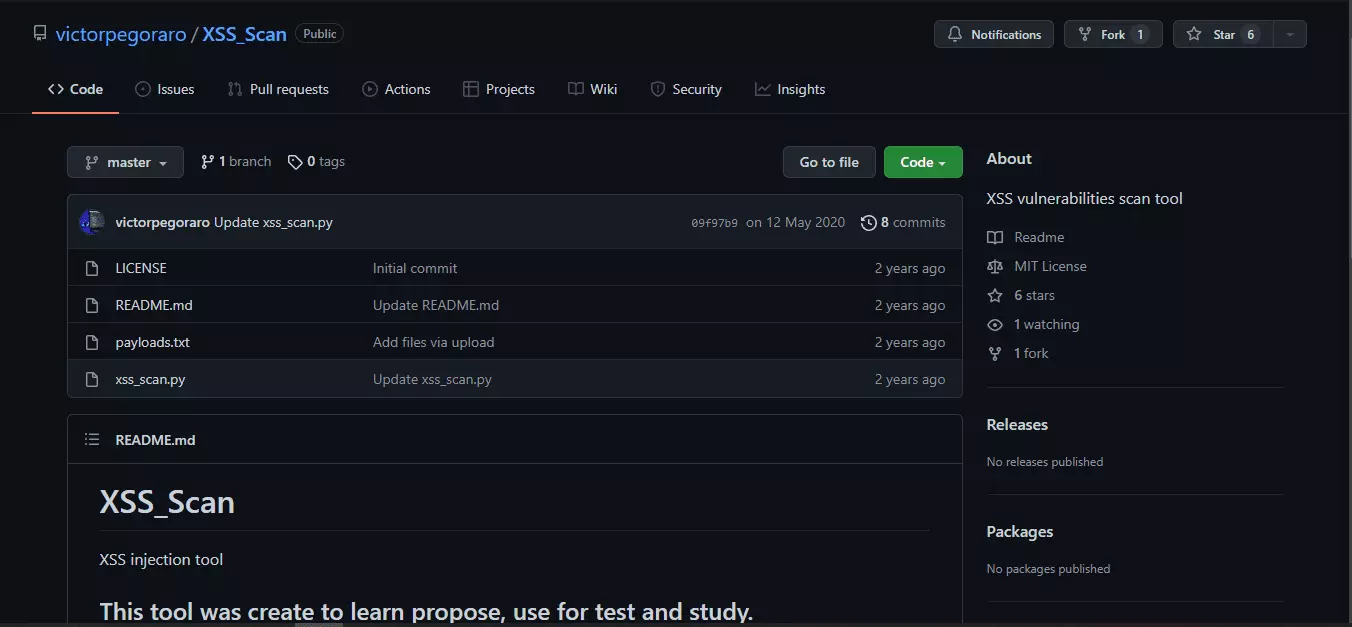 victorpegoraro / XSS_Scan Public Notifications Fork 1 Star 6
<> Code Issues Pull requests Actions Projects Wiki Security Insights
master 1 branch 0 tags Go to file Code
victorpegoraro Update xss_scan.py 09f97b9 on 12 May 2020 8 commits
LICENSE Initial commit 2 years ago
README.md Update README.md 2 years ago
payloads.txt Add files via upload 2 years ago
xss_scan.py Update xss_scan.py 2 years ago
README.md
XSS_Scan
XSS injection tool
This tool was create to learn propose, use for test and study.
About
XSS vulnerabilities scan tool
Readme
MIT License
6 stars
1 watching
1 fork
Releases
No releases published
Packages
No packages published